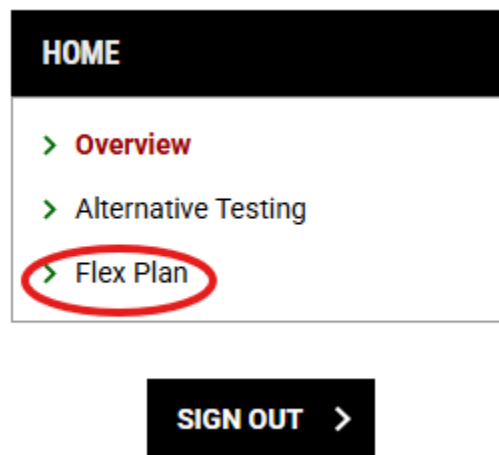 HOME
Overview
Alternative Testing
Flex Plan
SIGN OUT